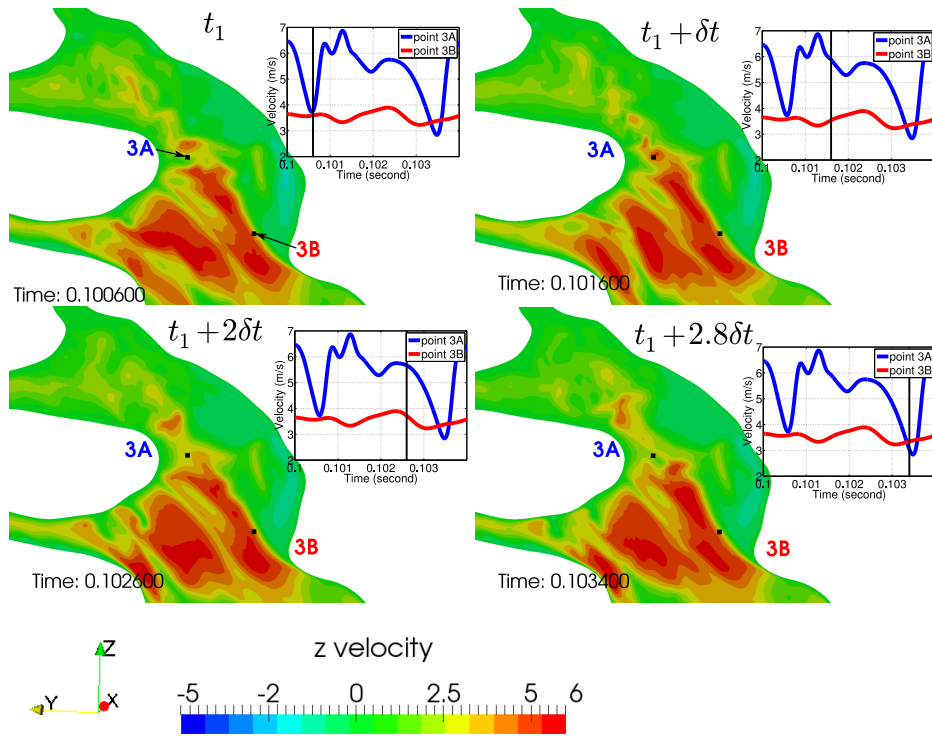 t₁
7
6
5
4
3
2
Velocity (m/s)
point 3A
point 3B
0.1 0.101 0.102 0.103
Time (second)
3A
3B
Time: 0.100600
t₁ + δt
7
6
5
4
3
2
Velocity (m/s)
point 3A
point 3B
0.1 0.101 0.102 0.103
Time (second)
3A
3B
Time: 0.101600
t₁ + 2δt
7
6
5
4
3
2
Velocity (m/s)
point 3A
point 3B
0.1 0.101 0.102 0.103
Time (second)
3A
3B
Time: 0.102600
t₁ + 2.8δt
7
6
5
4
3
2
Velocity (m/s)
point 3A
point 3B
0.1 0.101 0.102 0.103
Time (second)
3A
3B
Time: 0.103400
Z
Y
X
z velocity
-5 -2 0 2.5 5 6